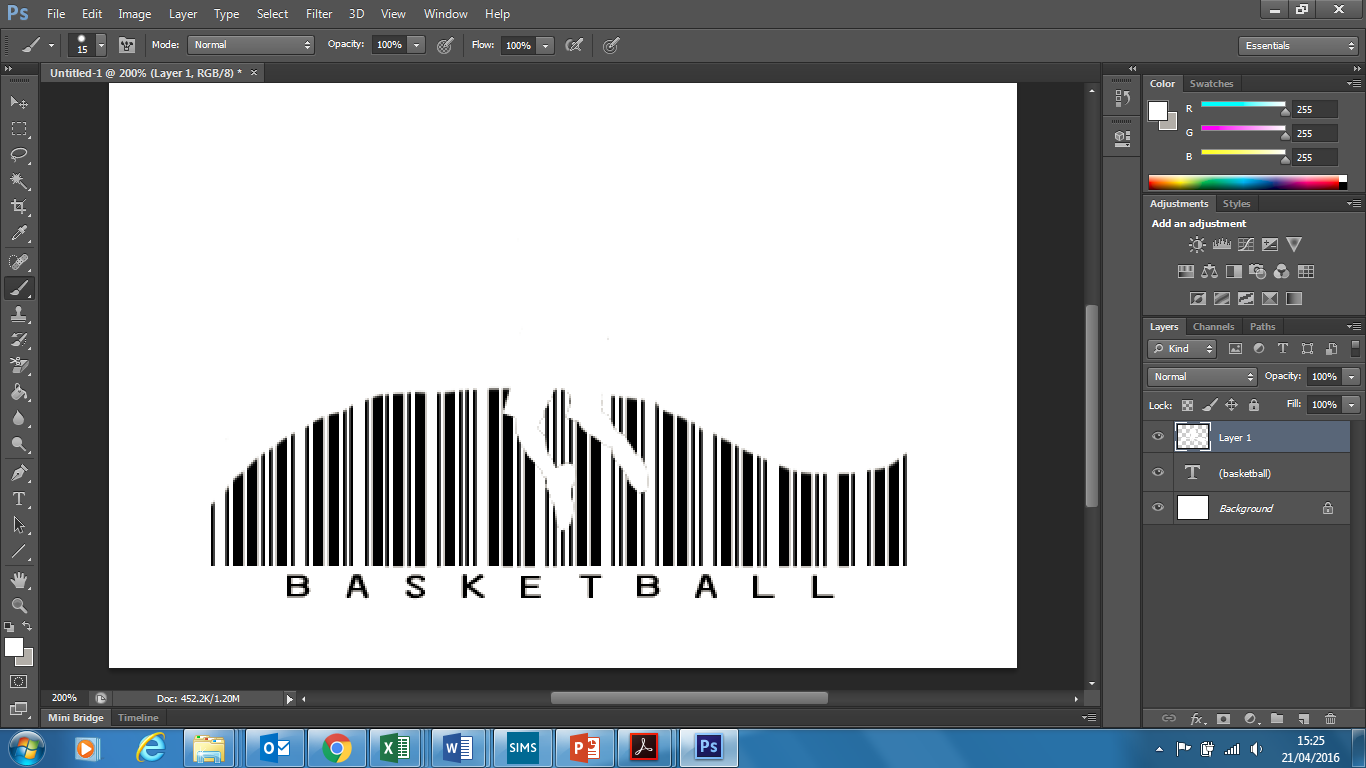 Ps File Edit Image Layer Type Select Filter 3D View Window Help
15 Mode: Normal Opacity: 100% Flow: 100% Essentials
Untitled-1 @ 200% (Layer 1, RGB/8) * ×
Color Swatches
R 255
G 255
B 255
Adjustments Styles
Add an adjustment
Layers Channels Paths
Kind
Normal Opacity: 100%
Lock: Fill: 100%
Layer 1
T (basketball)
Background
BASKETBALL
200% Doc: 452.2K/1.20M
Mini Bridge Timeline
SIMS Ps
15:25
21/04/2016